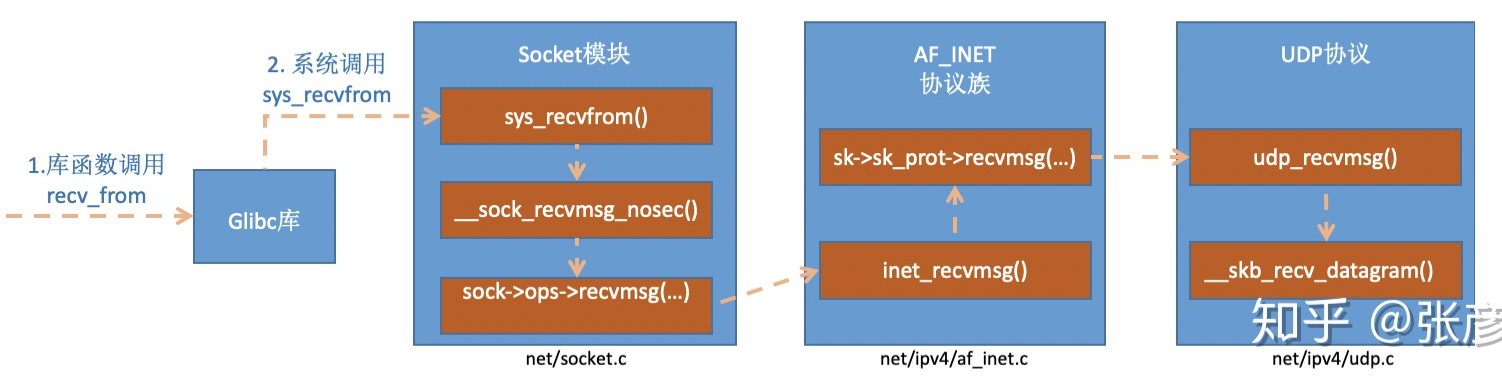 1.库函数调用
recv_from
Glibc库
2. 系统调用
sys_recvfrom
Socket模块
sys_recvfrom()
__sock_recvmsg_nosec()
sock->ops->recvmsg(...)
net/socket.c
AF_INET
协议族
sk->sk_prot->recvmsg(...)
inet_recvmsg()
net/ipv4/af_inet.c
UDP协议
udp_recvmsg()
__skb_recv_datagram()
net/ipv4/udp.c
知乎 @张彦